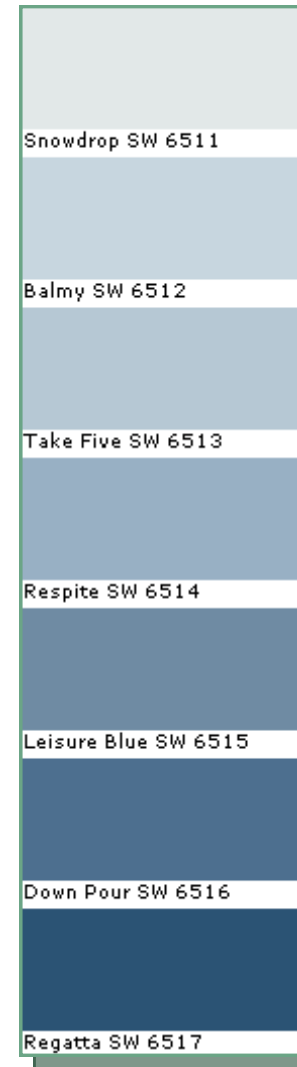 Snowdrop SW 6511
Balmy SW 6512
Take Five SW 6513
Respite SW 6514
Leisure Blue SW 6515
Down Pour SW 6516
Regatta SW 6517